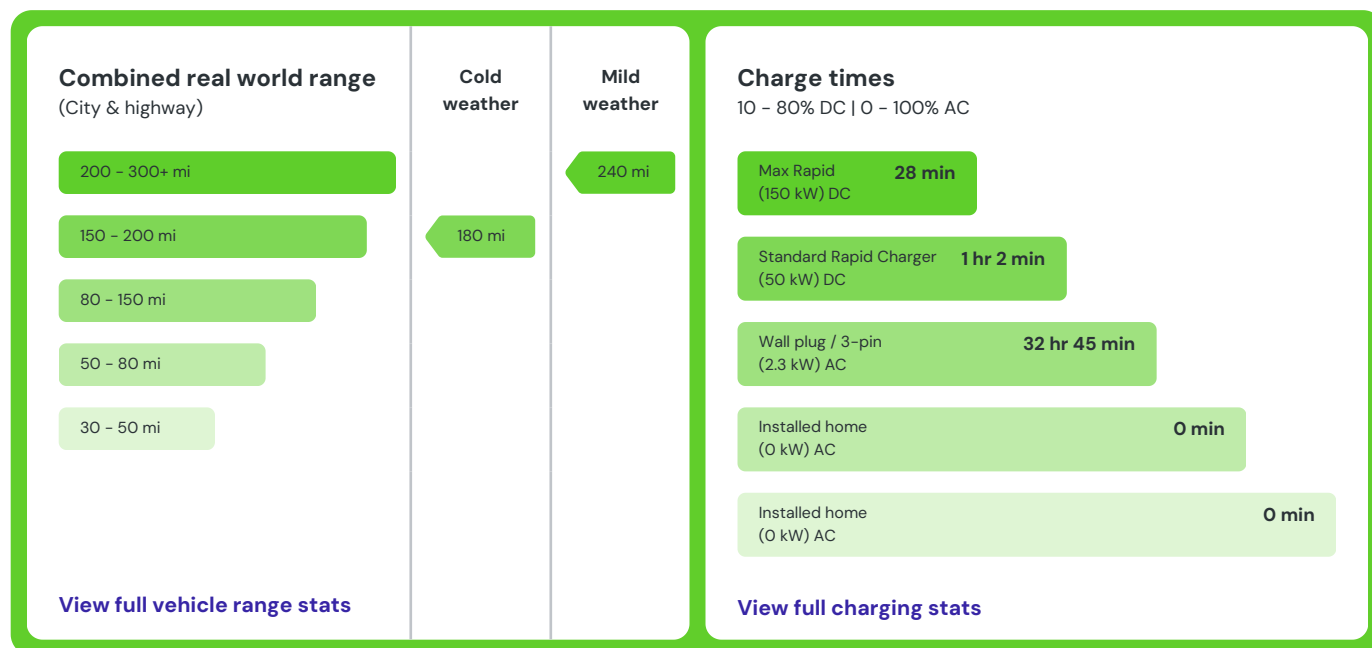 Combined real world range
(City & highway)
Cold
weather
Mild
weather
200 - 300+ mi
240 mi
150 - 200 mi
180 mi
80 - 150 mi
50 - 80 mi
30 - 50 mi
View full vehicle range stats
Charge times
10 - 80% DC | 0 - 100% AC
Max Rapid
(150 kW) DC
28 min
Standard Rapid Charger
(50 kW) DC
1 hr 2 min
Wall plug / 3-pin
(2.3 kW) AC
32 hr 45 min
Installed home
(0 kW) AC
0 min
Installed home
(0 kW) AC
0 min
View full charging stats